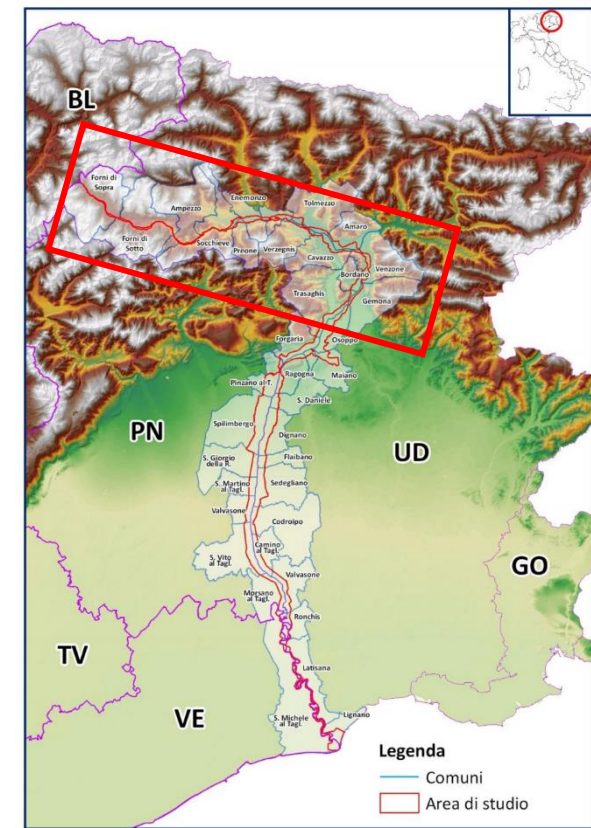 BL
Forni di
Sopra
Ampezzo
Enemonzo
Tolmezzo
Amaro
Forni di
Sotto
Socchieve
Preone
Verzegnis
Cavazzo
Bordano
Venzone
Trasaghis
Gemona
Forgaria
Osoppo
Pinzano al T.
Ragogna
Maiano
S. Daniele
PN
Spilimbergo
Dignano
UD
S. Giorgio
della R.
Flaibano
S. Martino
al Tagl.
Sedegliano
Valvasone
Codroipo
S. Vito
al Tagl.
Camino
al Tagl.
GO
Valvasone
Morsano
al Tagl.
Ronchis
TV
Latisana
VE
S. Michele
al Tagl.
Lignano
Legenda
Comuni
Area di studio